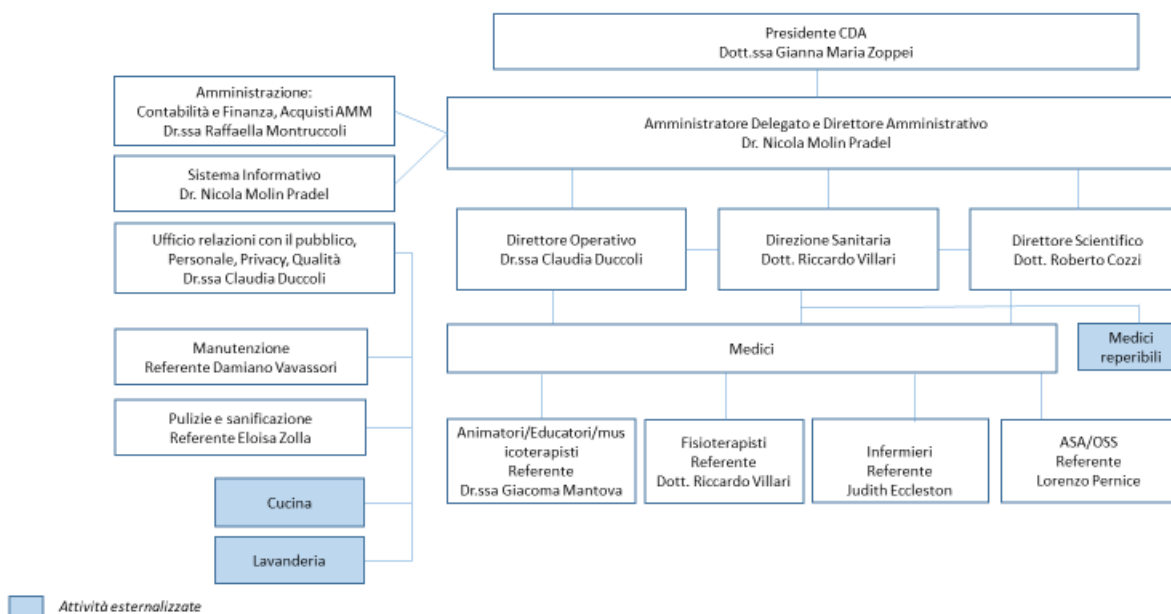 Presidente CDA
Dott.ssa Gianna Maria Zoppei
Amministrazione:
Contabilità e Finanza, Acquisti AMM
Dr.ssa Raffaella Montruccoli
Amministratore Delegato e Direttore Amministrativo
Dr. Nicola Molin Pradel
Sistema Informativo
Dr. Nicola Molin Pradel
Ufficio relazioni con il pubblico,
Personale, Privacy, Qualità
Dr.ssa Claudia Duccoli
Direttore Operativo
Dr.ssa Claudia Duccoli
Direzione Sanitaria
Dott. Riccardo Villari
Direttore Scientifico
Dott. Roberto Cozzi
Manutenzione
Referente Damiano Vavassori
Medici
Medici
reperibili
Pulizie e sanificazione
Referente Eloisa Zolla
Animatori/Educatori/mus
icoterapisti
Referente
Dr.ssa Giacoma Mantova
Fisioterapisti
Referente
Dott. Riccardo Villari
Infermieri
Referente
Judith Eccleston
ASA/OSS
Referente
Lorenzo Pernice
Cucina
Lavanderia
Attività esternalizzate